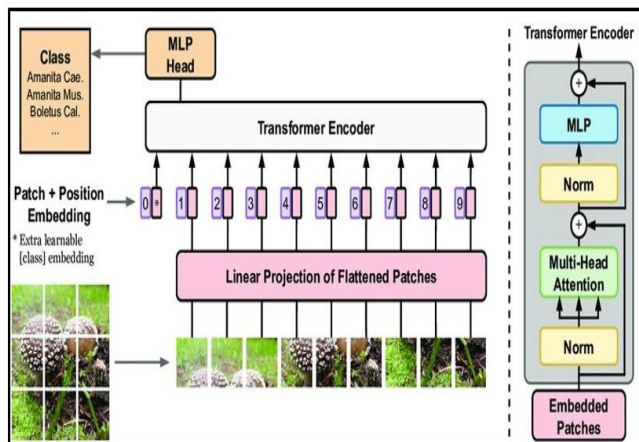 Class
Amanita Cae.
Amanita Mus.
Boletus Cal.
...
MLP
Head
Transformer Encoder
Patch + Position
Embedding
* Extra learnable
[class] embedding
0 * 1 2 3 4 5 6 7 8 9
Linear Projection of Flattened Patches
Transformer Encoder
+
MLP
Norm
+
Multi-Head
Attention
Norm
Embedded
Patches